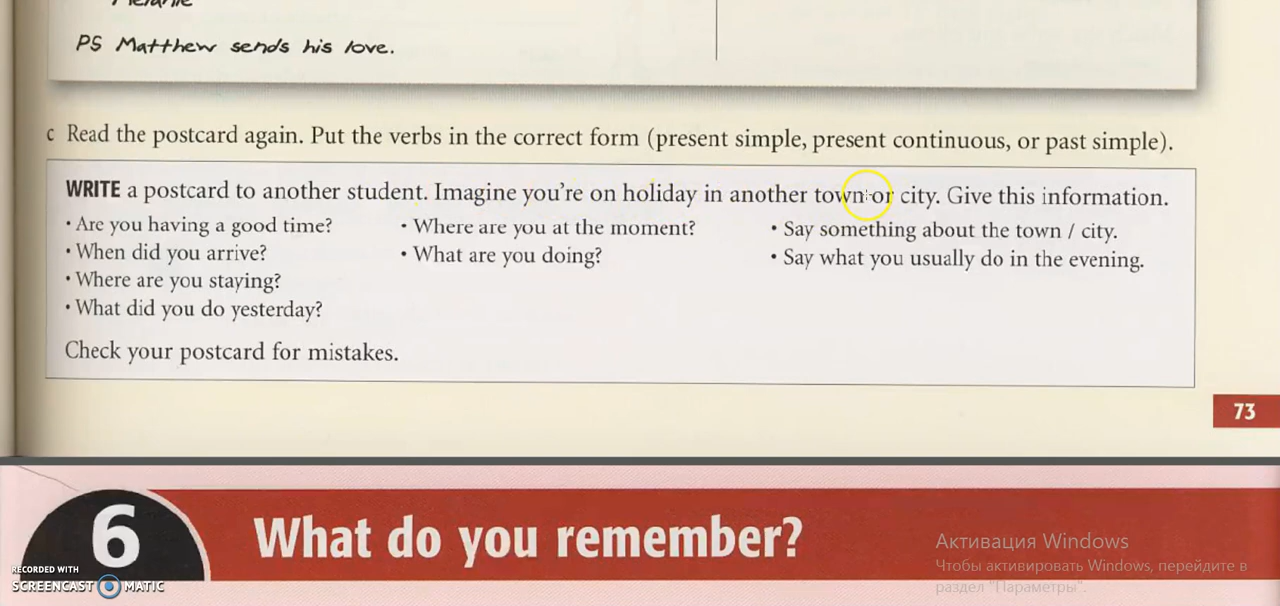 PS Matthew sends his love.
c Read the postcard again. Put the verbs in the correct form (present simple, present continuous, or past simple).
WRITE a postcard to another student. Imagine you're on holiday in another town or city. Give this information.
• Are you having a good time?
• When did you arrive?
• Where are you staying?
• What did you do yesterday?
• Where are you at the moment?
• What are you doing?
• Say something about the town / city.
• Say what you usually do in the evening.
Check your postcard for mistakes.
73
6 What do you remember?
Активация Windows
Чтобы активировать Windows, перейдите в
раздел "Параметры".
RECORDED WITH
SCREENCAST MATIC